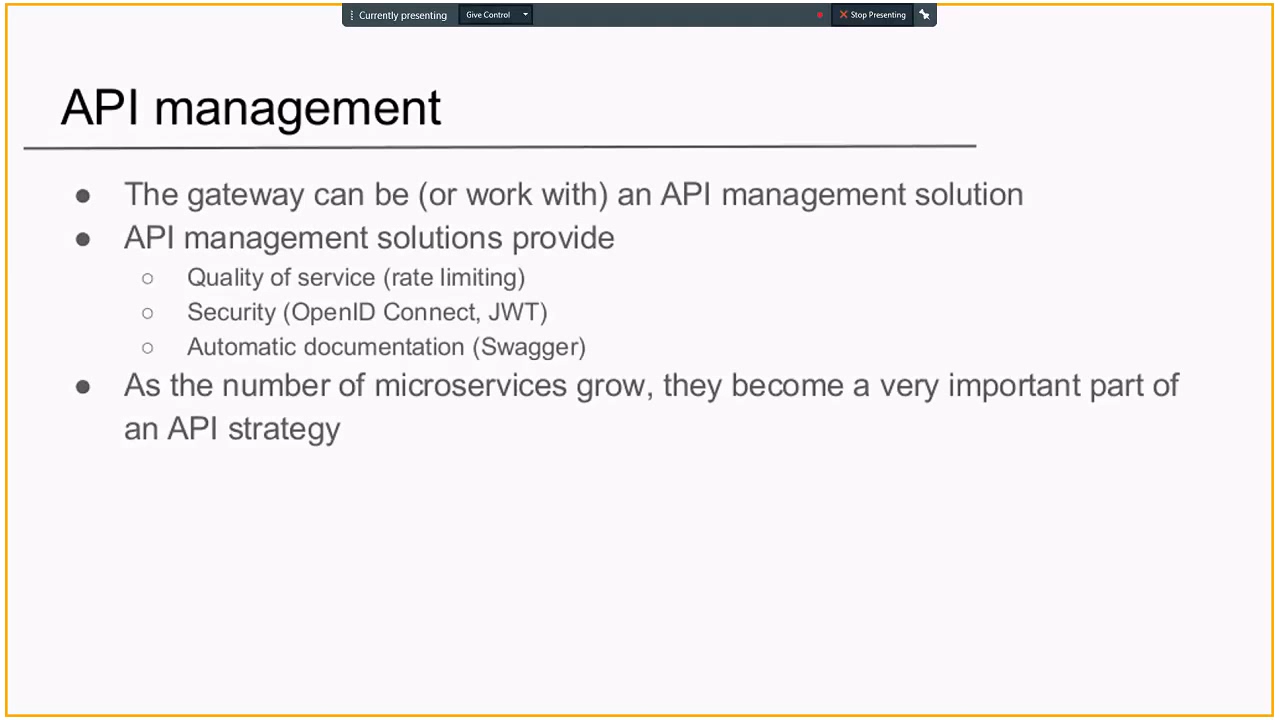 Currently presenting
Give Control
Stop Presenting
API management
● The gateway can be (or work with) an API management solution
● API management solutions provide
○ Quality of service (rate limiting)
○ Security (OpenID Connect, JWT)
○ Automatic documentation (Swagger)
● As the number of microservices grow, they become a very important part of
an API strategy